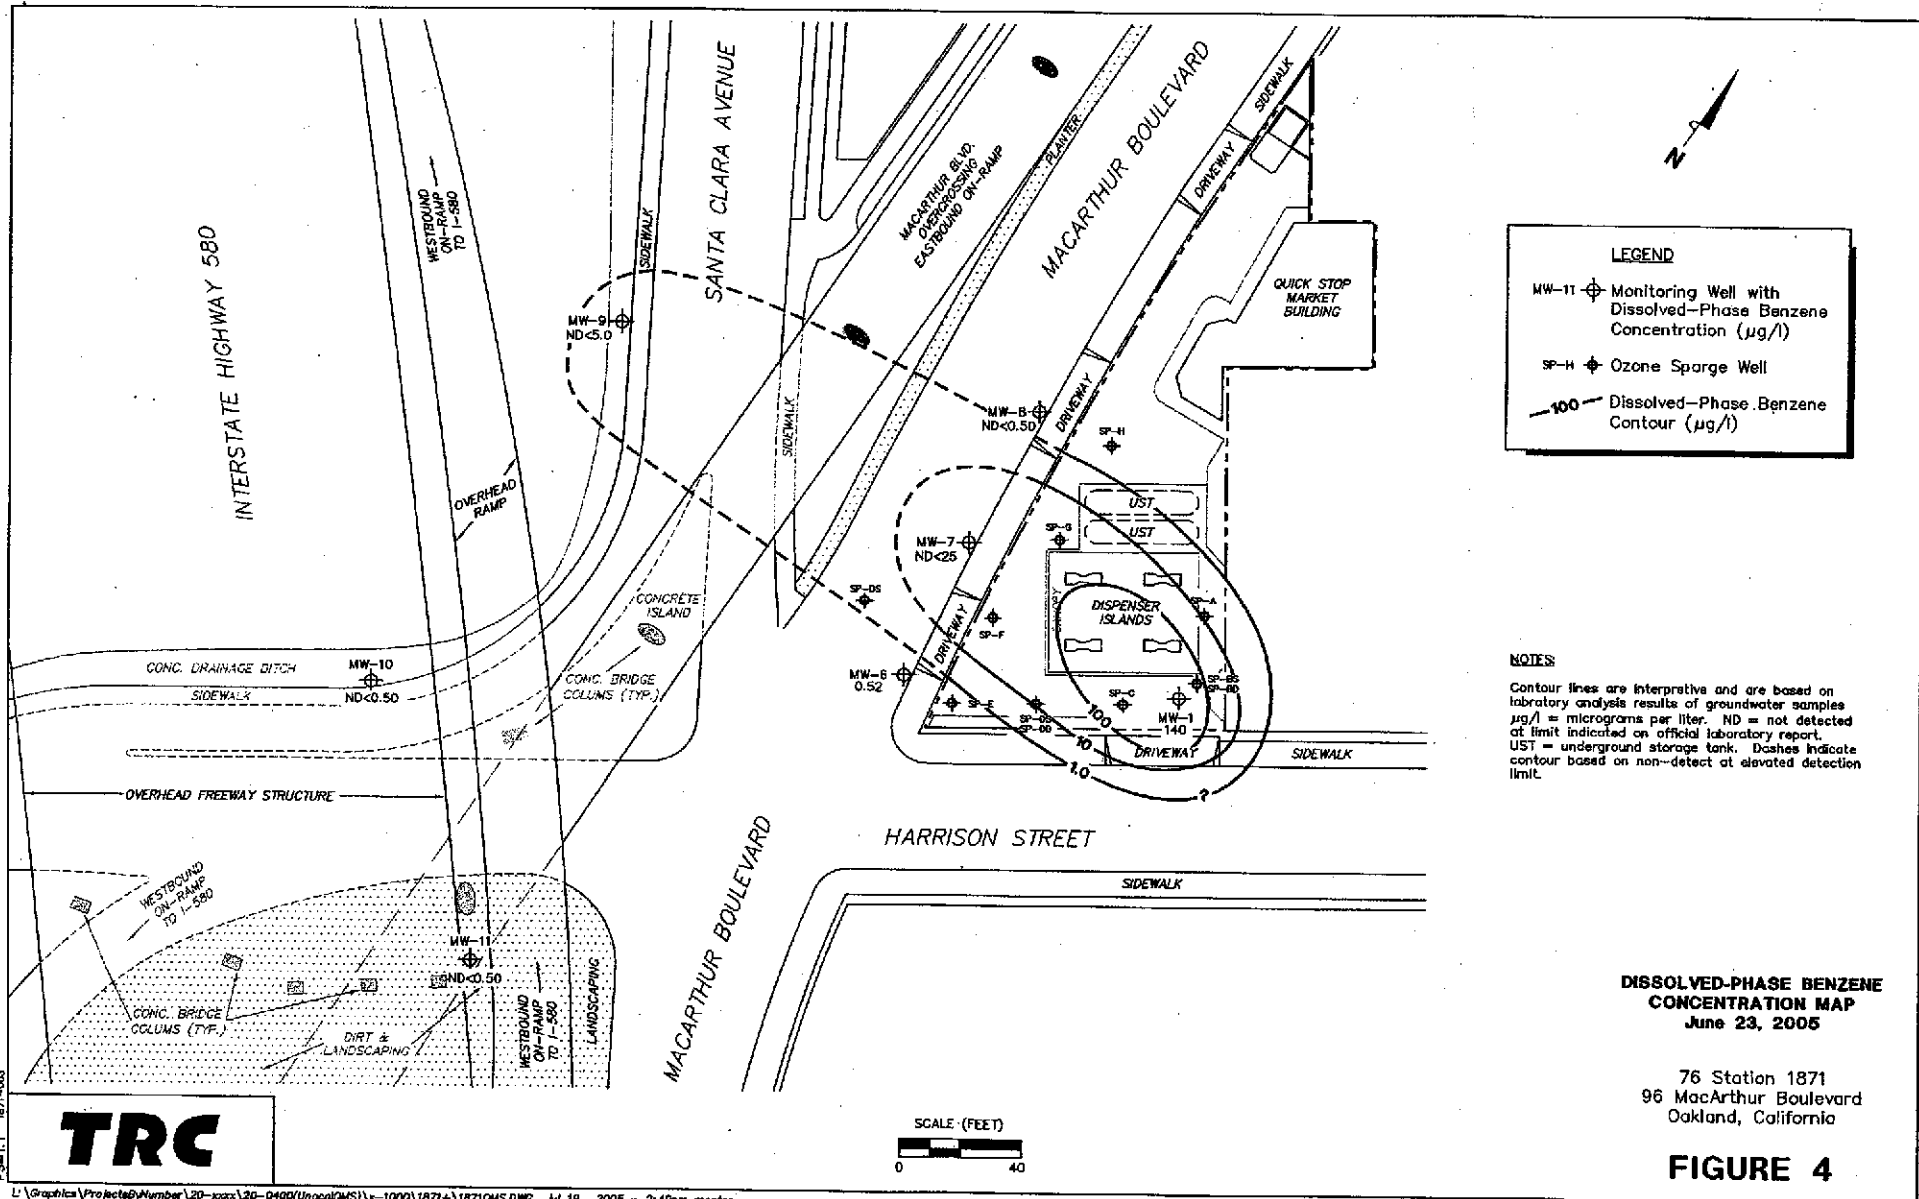 INTERSTATE HIGHWAY 580
WESTBOUND
ON-RAMP
TO I-580
SIDEWALK
SANTA CLARA AVENUE
MACARTHUR BLVD.
OVERCROSSING
EASTBOUND ON-RAMP
PLANTER
MACARTHUR BOULEVARD
SIDEWALK
DRIVEWAY
N
QUICK STOP
MARKET
BUILDING
MW-9
ND<5.0
SIDEWALK
MW-8
ND<0.50
DRIVEWAY
SP-H
OVERHEAD
RAMP
UST
UST
SP-G
MW-7
ND<25
CANOPY
DISPENSER
ISLANDS
SP-A
SP-DS
SP-F
DRIVEWAY
CONCRETE
ISLAND
CONC. BRIDGE
COLUMS (TYP.)
CONC. DRAINAGE DITCH
SIDEWALK
MW-10
ND<0.50
MW-6
0.52
SP-E
SP-DS
SP-DD
SP-C
SP-BS
SP-BD
MW-1
140
100
10
1.0
?
DRIVEWAY
SIDEWALK
OVERHEAD FREEWAY STRUCTURE
HARRISON STREET
SIDEWALK
MACARTHUR BOULEVARD
WESTBOUND
ON-RAMP
TO I-580
MW-11
ND<0.50
CONC. BRIDGE
COLUMS (TYP.)
DIRT &
LANDSCAPING
WESTBOUND
ON-RAMP
TO I-580
LANDSCAPING
LEGEND
MW-11 Monitoring Well with
Dissolved-Phase Benzene
Concentration (µg/l)
SP-H Ozone Sparge Well
100 Dissolved-Phase Benzene
Contour (µg/l)
NOTES:
Contour lines are interpretive and are based on
labratory analysis results of groundwater samples
µg/l = micrograms per liter. ND = not detected
at limit indicated on official laboratory report.
UST = underground storage tank. Dashes indicate
contour based on non-detect at elevated detection
limit.
DISSOLVED-PHASE BENZENE
CONCENTRATION MAP
June 23, 2005
76 Station 1871
96 MacArthur Boulevard
Oakland, California
FIGURE 4
SCALE (FEET)
0 40
TRC